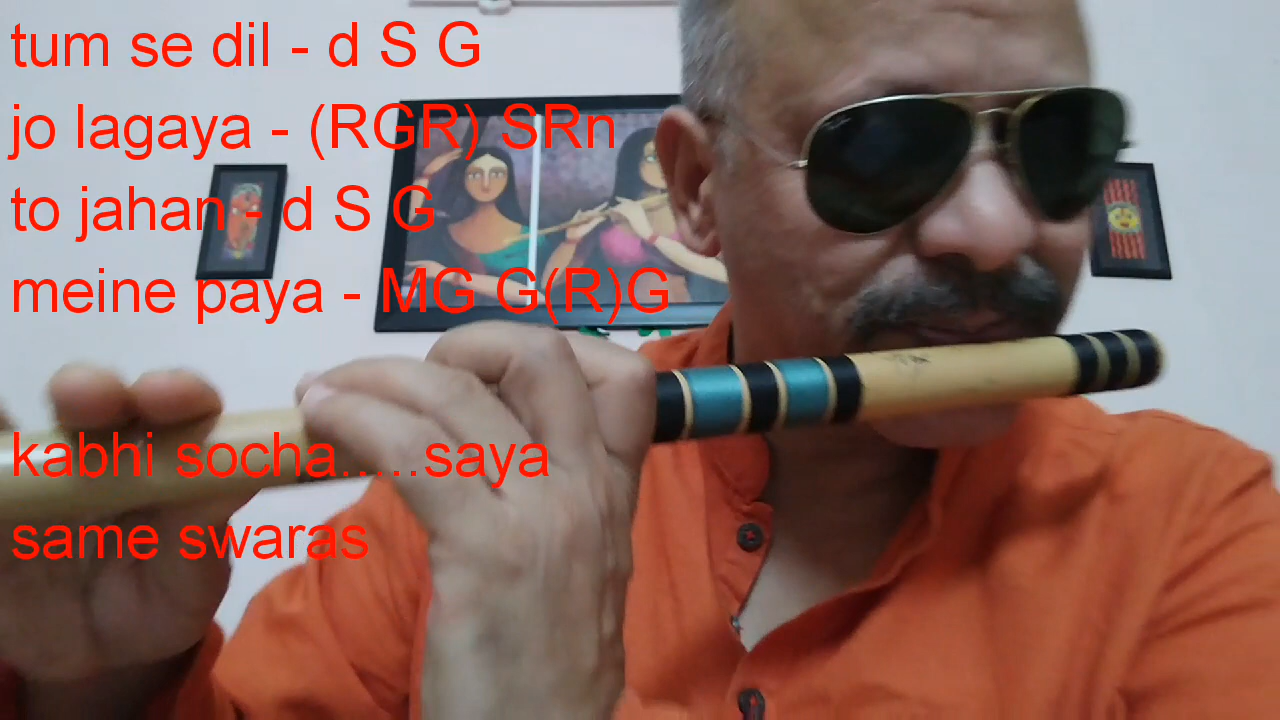 tum se dil - d S G
jo lagaya - (RGR) SRn
to jahan - d S G
meine paya - MG G(R)G
kabhi socha.....saya
same swaras